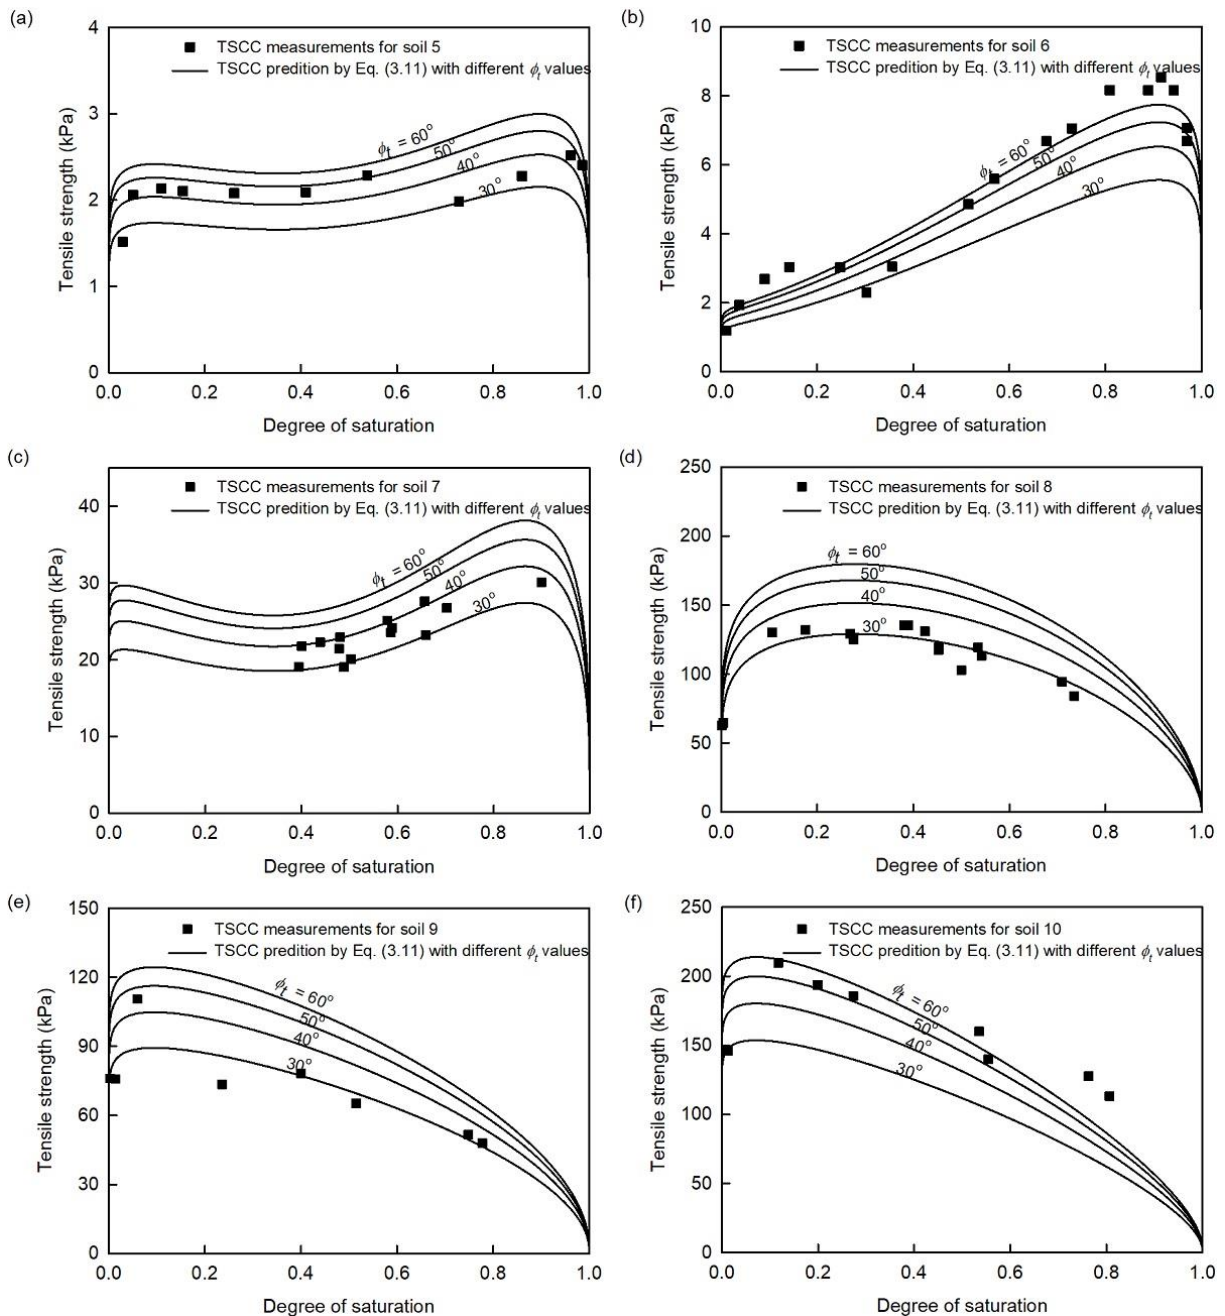 (a)
4
3
2
1
0
0.0 0.2 0.4 0.6 0.8 1.0
Tensile strength (kPa)
Degree of saturation
TSCC measurements for soil 5
TSCC predition by Eq. (3.11) with different ϕt values
ϕt = 60°
50°
40°
30°
(b)
10
8
6
4
2
0
0.0 0.2 0.4 0.6 0.8 1.0
Tensile strength (kPa)
Degree of saturation
TSCC measurements for soil 6
TSCC predition by Eq. (3.11) with different ϕt values
ϕt = 60°
50°
40°
30°
(c)
40
30
20
10
0
0.0 0.2 0.4 0.6 0.8 1.0
Tensile strength (kPa)
Degree of saturation
TSCC measurements for soil 7
TSCC predition by Eq. (3.11) with different ϕt values
ϕt = 60°
50°
40°
30°
(d)
250
200
150
100
50
0
0.0 0.2 0.4 0.6 0.8 1.0
Tensile strength (kPa)
Degree of saturation
TSCC measurements for soil 8
TSCC predition by Eq. (3.11) with different ϕt values
ϕt = 60°
50°
40°
30°
(e)
150
120
90
60
30
0
0.0 0.2 0.4 0.6 0.8 1.0
Tensile strength (kPa)
Degree of saturation
TSCC measurements for soil 9
TSCC predition by Eq. (3.11) with different ϕt values
ϕt = 60°
50°
40°
30°
(f)
250
200
150
100
50
0
0.0 0.2 0.4 0.6 0.8 1.0
Tensile strength (kPa)
Degree of saturation
TSCC measurements for soil 10
TSCC predition by Eq. (3.11) with different ϕt values
ϕt = 60°
50°
40°
30°